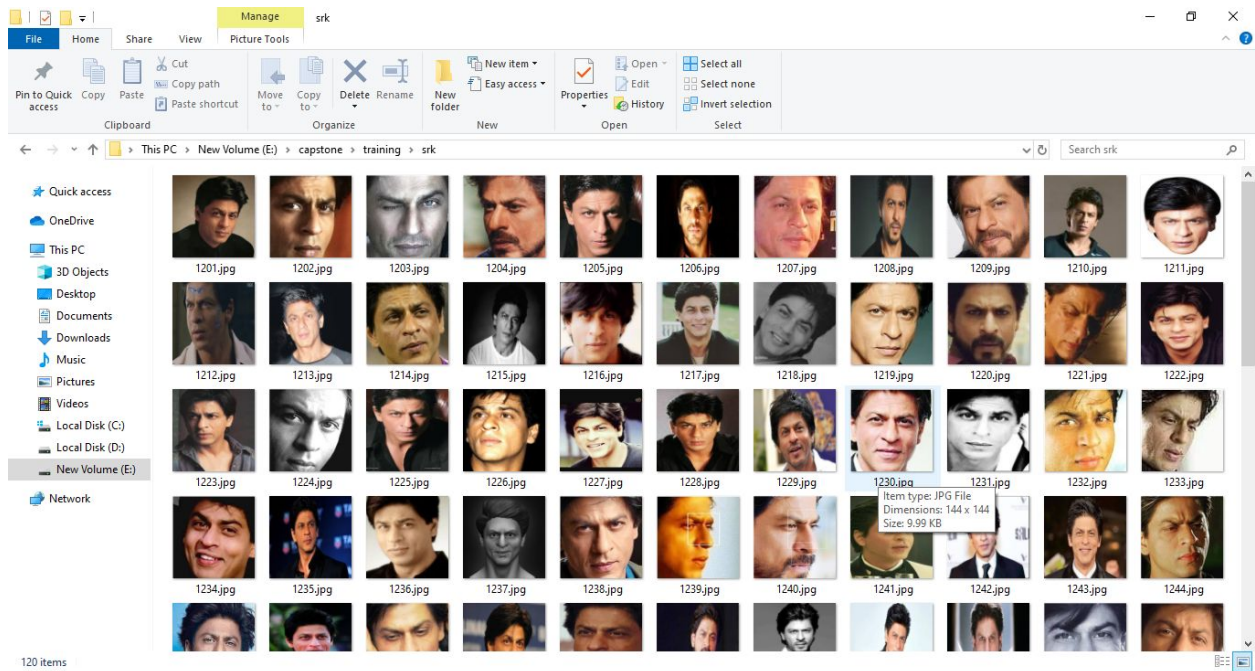 Manage
srk
File
Home
Share
View
Picture Tools
Pin to Quick access
Copy
Paste
Cut
Copy path
Paste shortcut
Clipboard
Move to
Copy to
Delete
Rename
Organize
New folder
New item
Easy access
New
Properties
Open
Edit
History
Open
Select all
Select none
Invert selection
Select
This PC > New Volume (E:) > capstone > training > srk
Search srk
Quick access
OneDrive
This PC
3D Objects
Desktop
Documents
Downloads
Music
Pictures
Videos
Local Disk (C:)
Local Disk (D:)
New Volume (E:)
Network
1201.jpg 1202.jpg 1203.jpg 1204.jpg 1205.jpg 1206.jpg 1207.jpg 1208.jpg 1209.jpg 1210.jpg 1211.jpg
1212.jpg 1213.jpg 1214.jpg 1215.jpg 1216.jpg 1217.jpg 1218.jpg 1219.jpg 1220.jpg 1221.jpg 1222.jpg
1223.jpg 1224.jpg 1225.jpg 1226.jpg 1227.jpg 1228.jpg 1229.jpg 1230.jpg 1231.jpg 1232.jpg 1233.jpg
Item type: JPG File
Dimensions: 144 x 144
Size: 9.99 KB
1234.jpg 1235.jpg 1236.jpg 1237.jpg 1238.jpg 1239.jpg 1240.jpg 1241.jpg 1242.jpg 1243.jpg 1244.jpg
120 items